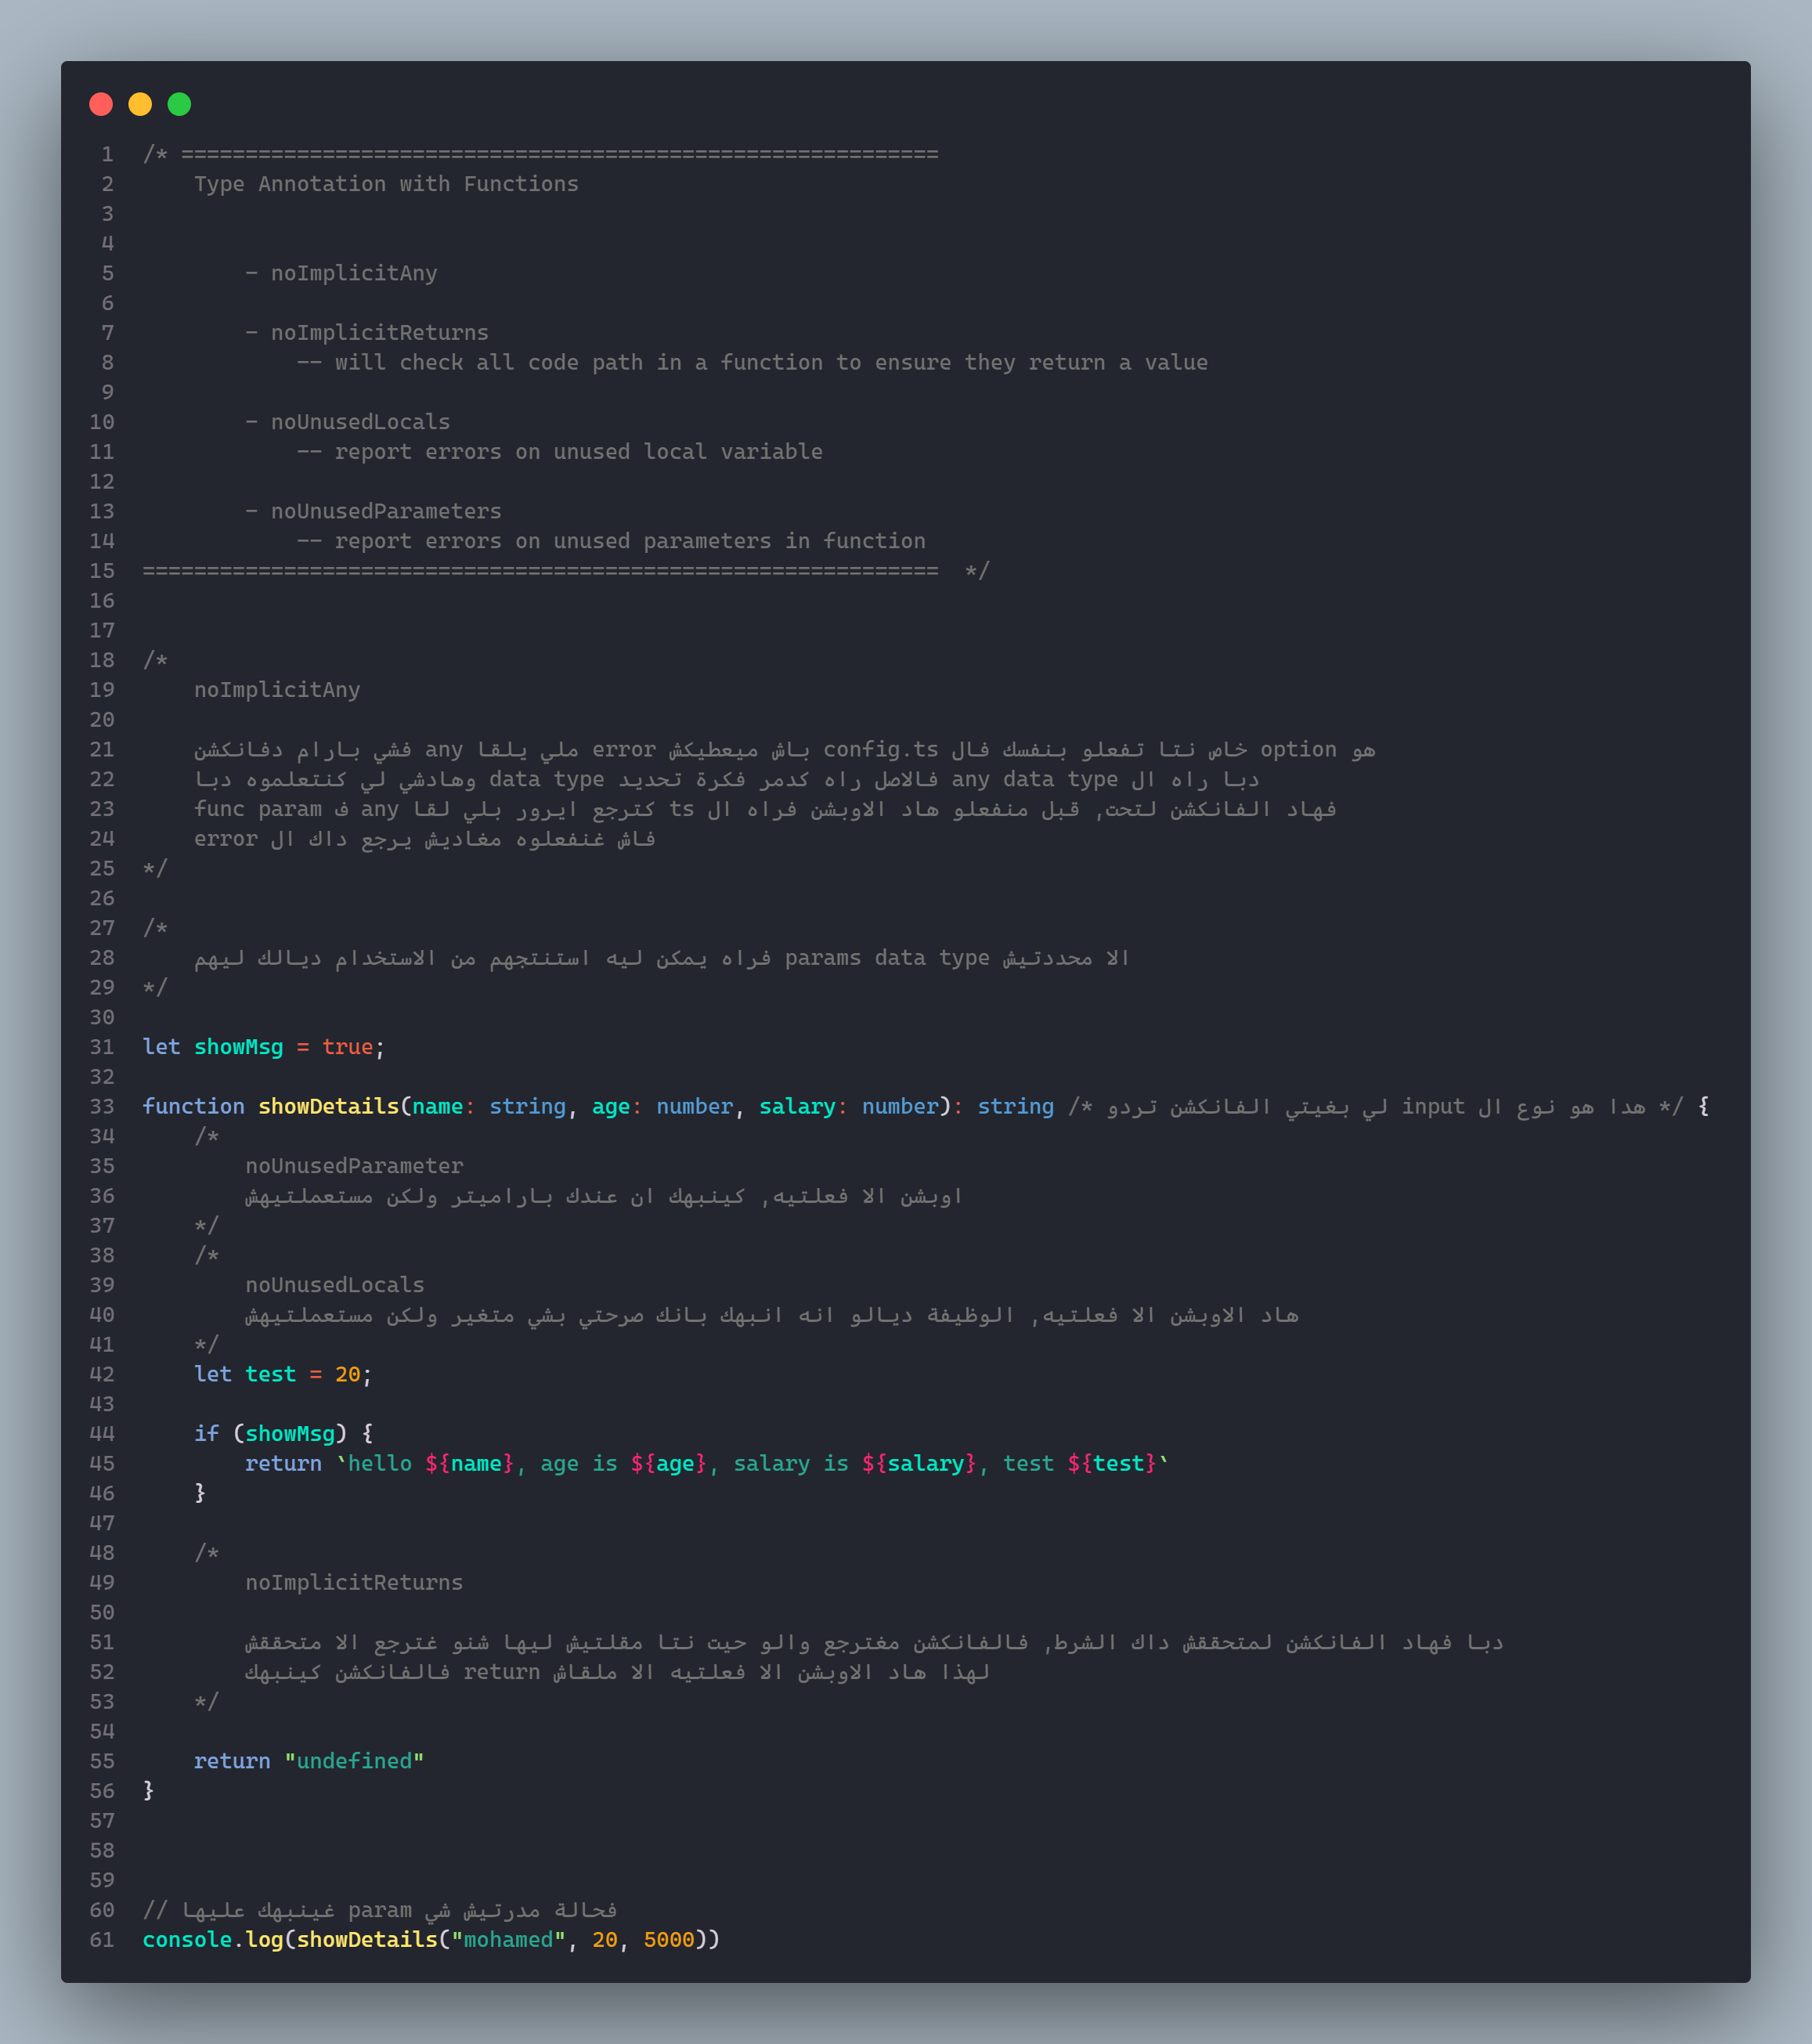 1 /* ===========================================================
2     Type Annotation with Functions
3
4
5         - noImplicitAny
6
7         - noImplicitReturns
8             -- will check all code path in a function to ensure they return a value
9
10         - noUnusedLocals
11             -- report errors on unused local variable
12
13         - noUnusedParameters
14             -- report errors on unused parameters in function
15 ==============================================================  */
16
17
18 /*
19     noImplicitAny
20
21     هو option خاص نتا تفعلو بنفسك فال config.ts باش ميعطيكش error ملي يلقا any فشي بارام دفانكشن
22     دبا راه ال any data type فالاصل راه كدمر فكرة تحديد data type وهادشي لي كنتعلموه دبا
23     فهاد الفانكشن لتحت, قبل منفعلو هاد الاوبشن فراه ال ts كترجع ايرور بلي لقا any ف func param
24     فاش غنفعلوه مغاديش يرجع داك ال error
25 */
26
27 /*
28     الا محددتيش params data type فراه يمكن ليه استنتجهم من الاستخدام ديالك ليهم
29 */
30
31 let showMsg = true;
32
33 function showDetails(name: string, age: number, salary: number): string /* هدا هو نوع ال input لي بغيتي الفانكشن تردو */ {
34     /*
35         noUnusedParameter
36         اوبشن الا فعلتيه, كينبهك ان عندك باراميتر ولكن مستعملتيهش
37     */
38     /*
39         noUnusedLocals
40         هاد الاوبشن الا فعلتيه, الوظيفة ديالو انه انبهك بانك صرحتي بشي متغير ولكن مستعملتيهش
41     */
42     let test = 20;
43
44     if (showMsg) {
45         return `hello ${name}, age is ${age}, salary is ${salary}, test ${test}`
46     }
47
48     /*
49         noImplicitReturns
50
51         دبا فهاد الفانكشن لمتحققش داك الشرط, فالفانكشن مغترجع والو حيت نتا مقلتيش ليها شنو غترجع الا متحققش
52         لهذا هاد الاوبشن الا فعلتيه الا ملقاش return فالفانكشن كينبهك
53     */
54
55     return "undefined"
56 }
57
58
59
60 // فحالة مدرتيش شي param غينبهك عليها
61 console.log(showDetails("mohamed", 20, 5000))